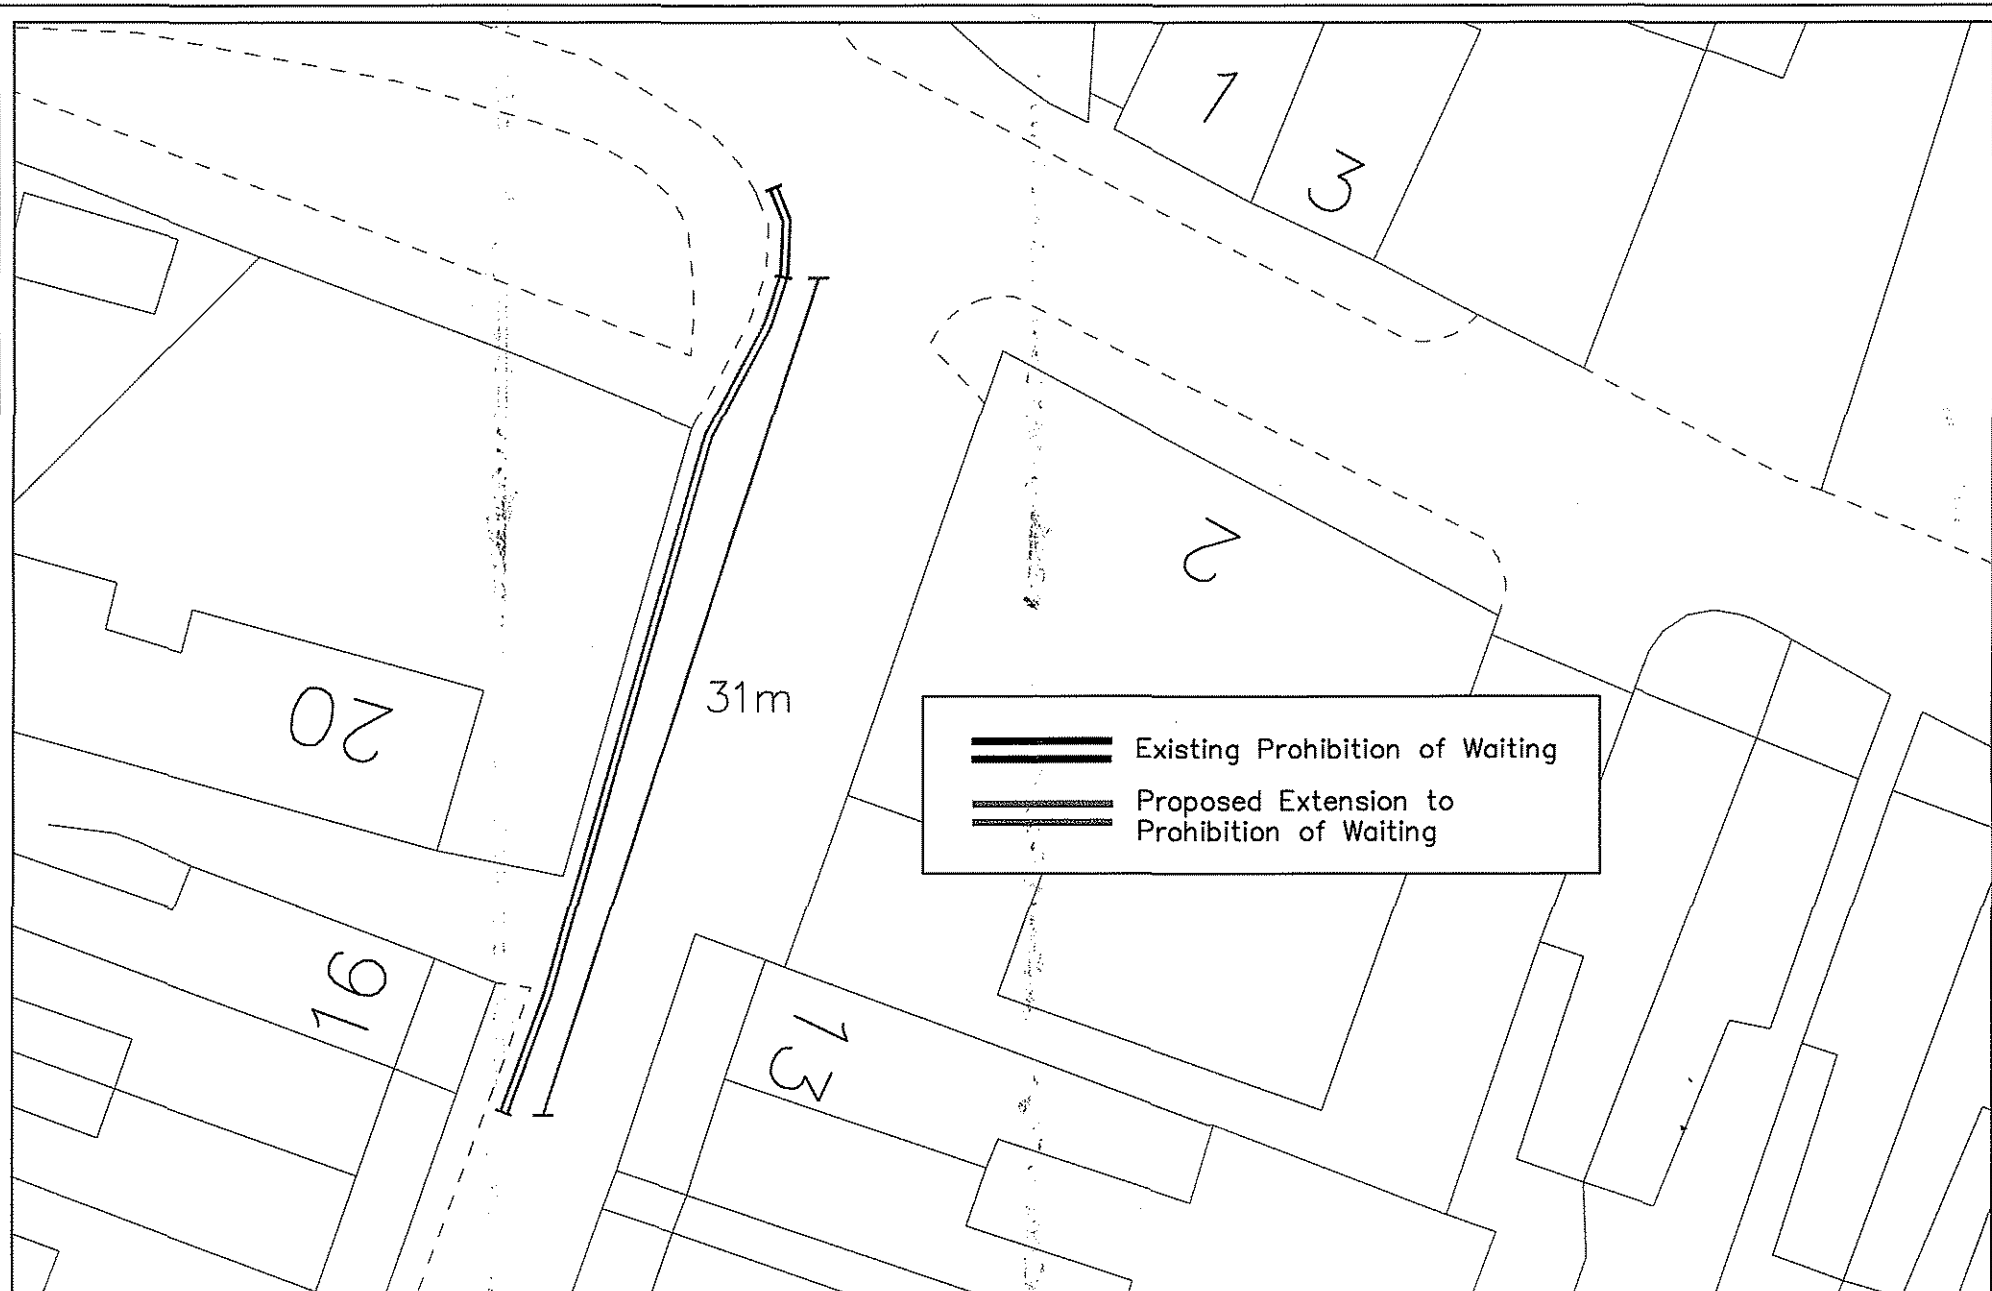 1
3
2
20
31m
Existing Prohibition of Waiting
Proposed Extension to
Prohibition of Waiting
16
13